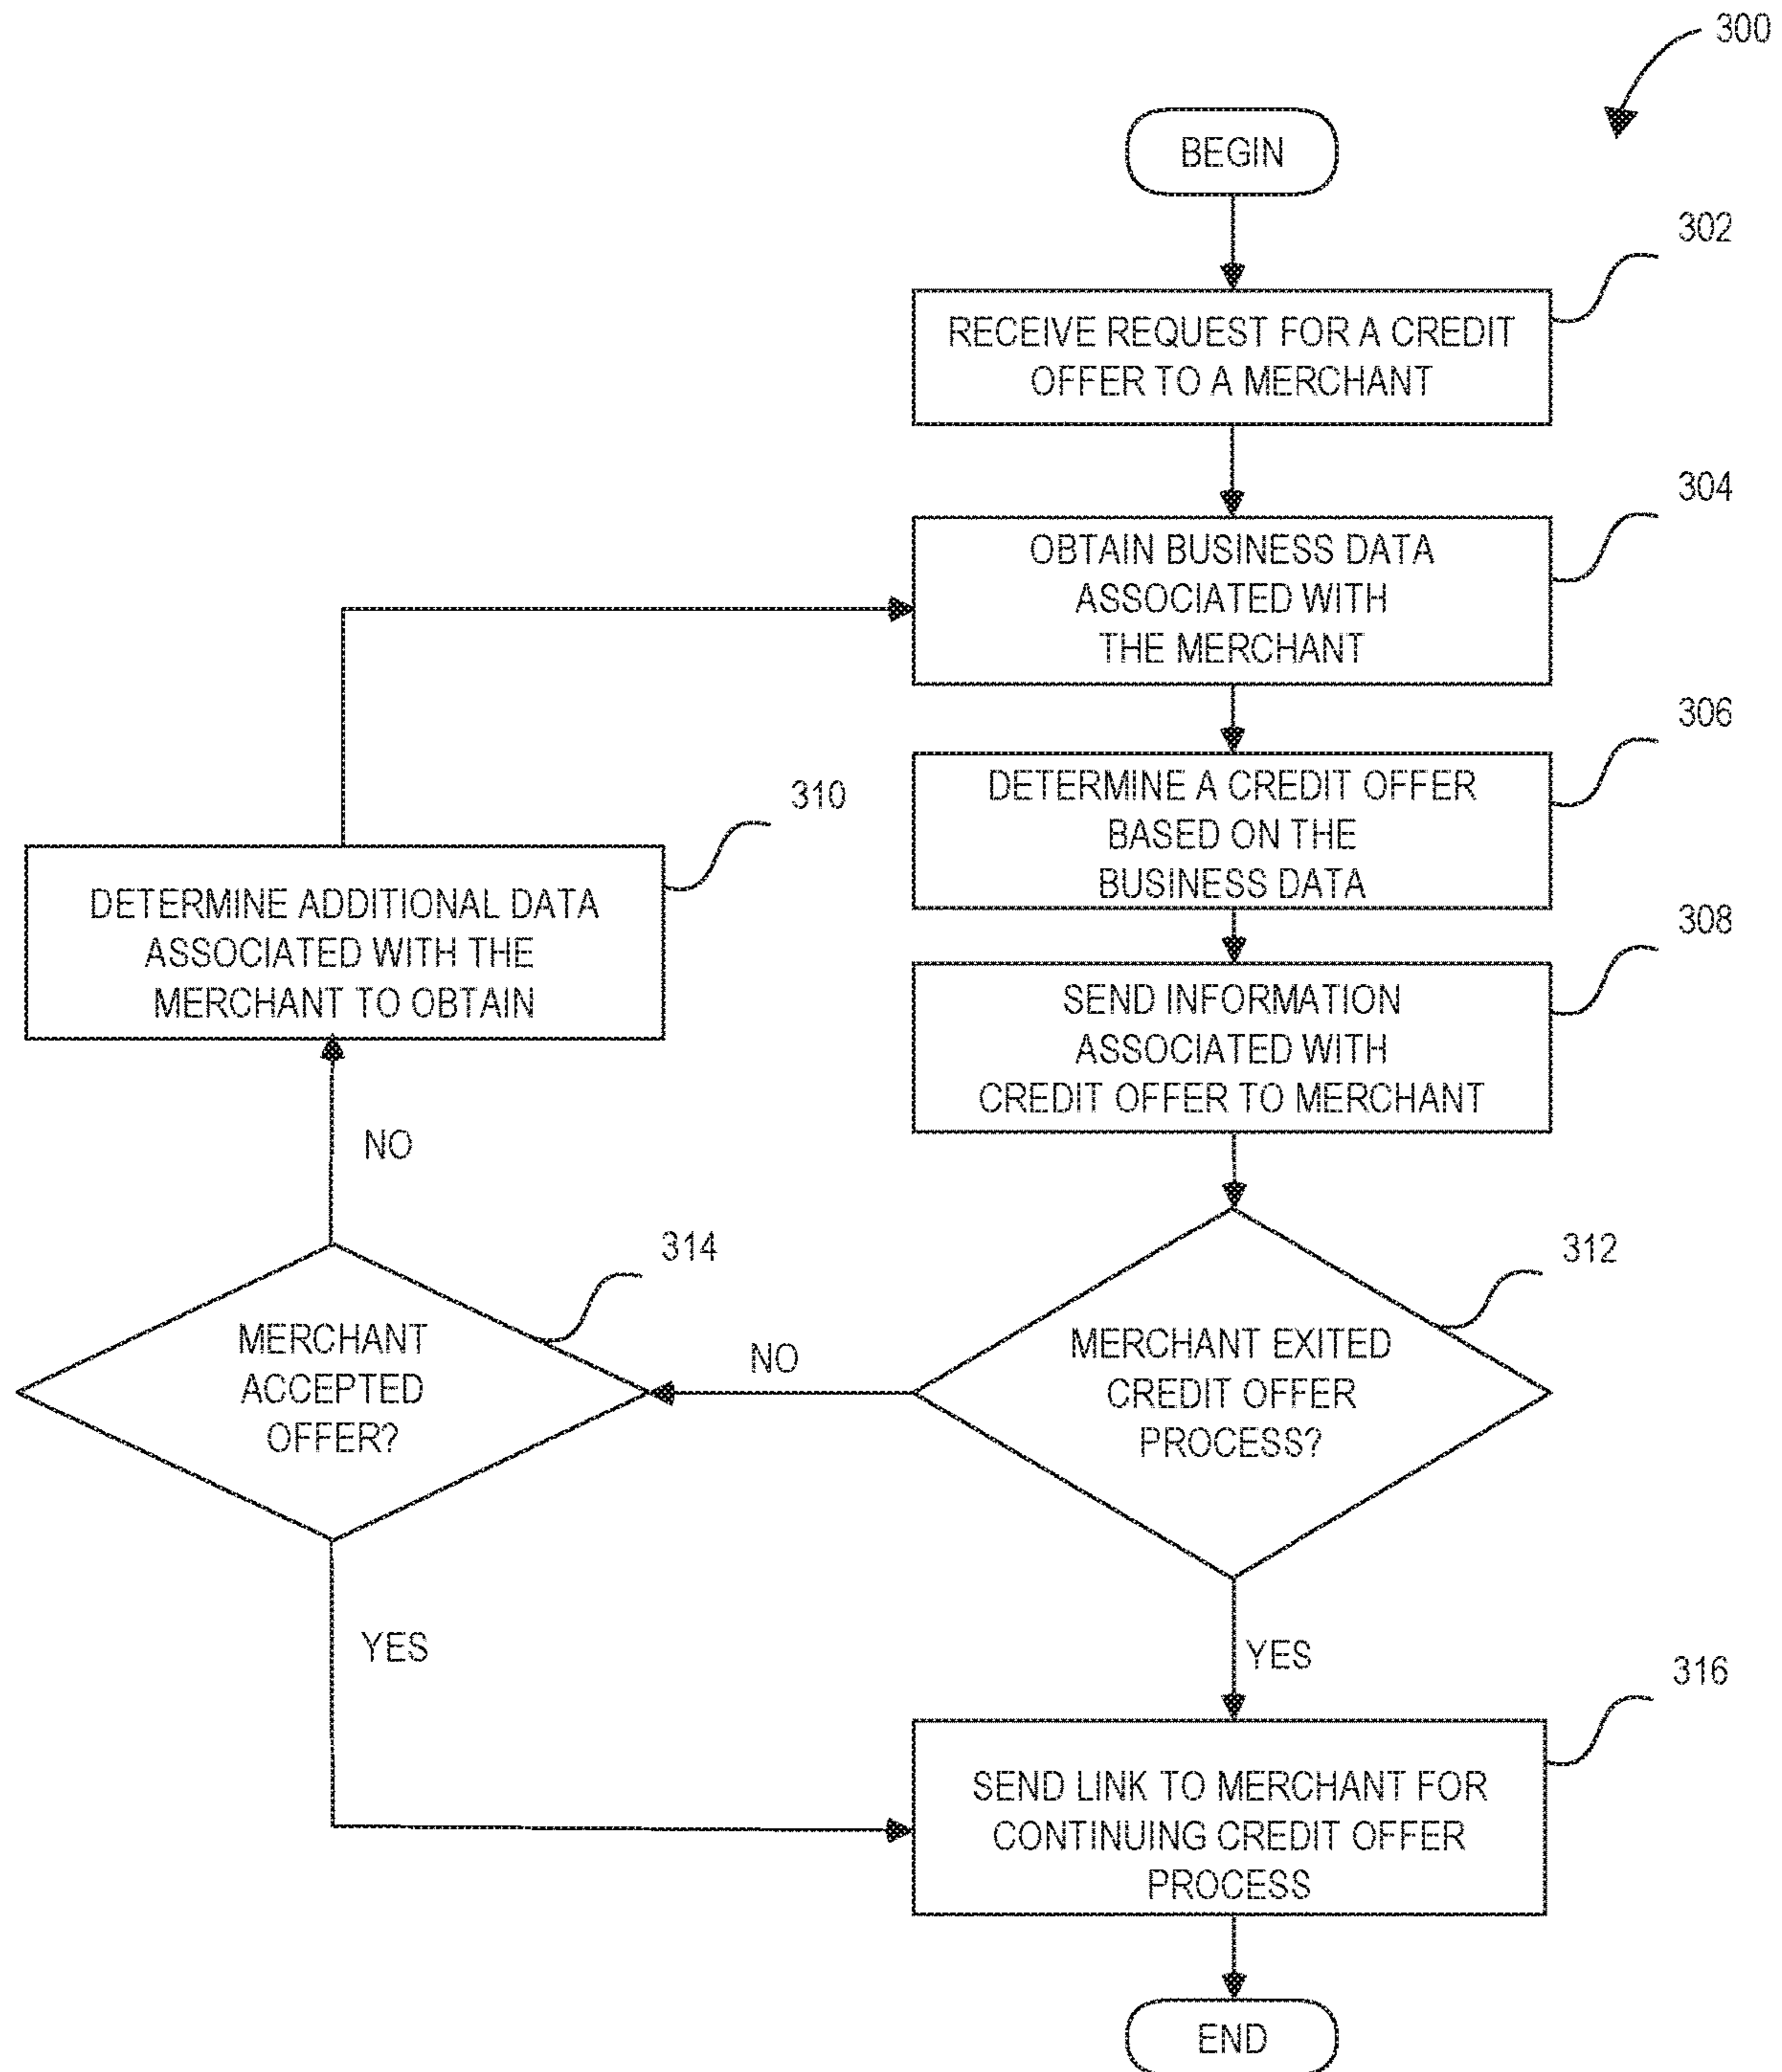 300
BEGIN
302
RECEIVE REQUEST FOR A CREDIT
OFFER TO A MERCHANT
304
OBTAIN BUSINESS DATA
ASSOCIATED WITH
THE MERCHANT
306
DETERMINE A CREDIT OFFER
BASED ON THE
BUSINESS DATA
310
DETERMINE ADDITIONAL DATA
ASSOCIATED WITH THE
MERCHANT TO OBTAIN
308
SEND INFORMATION
ASSOCIATED WITH
CREDIT OFFER TO MERCHANT
NO
314
MERCHANT
ACCEPTED
OFFER?
NO
312
MERCHANT EXITED
CREDIT OFFER
PROCESS?
YES
YES
316
SEND LINK TO MERCHANT FOR
CONTINUING CREDIT OFFER
PROCESS
END